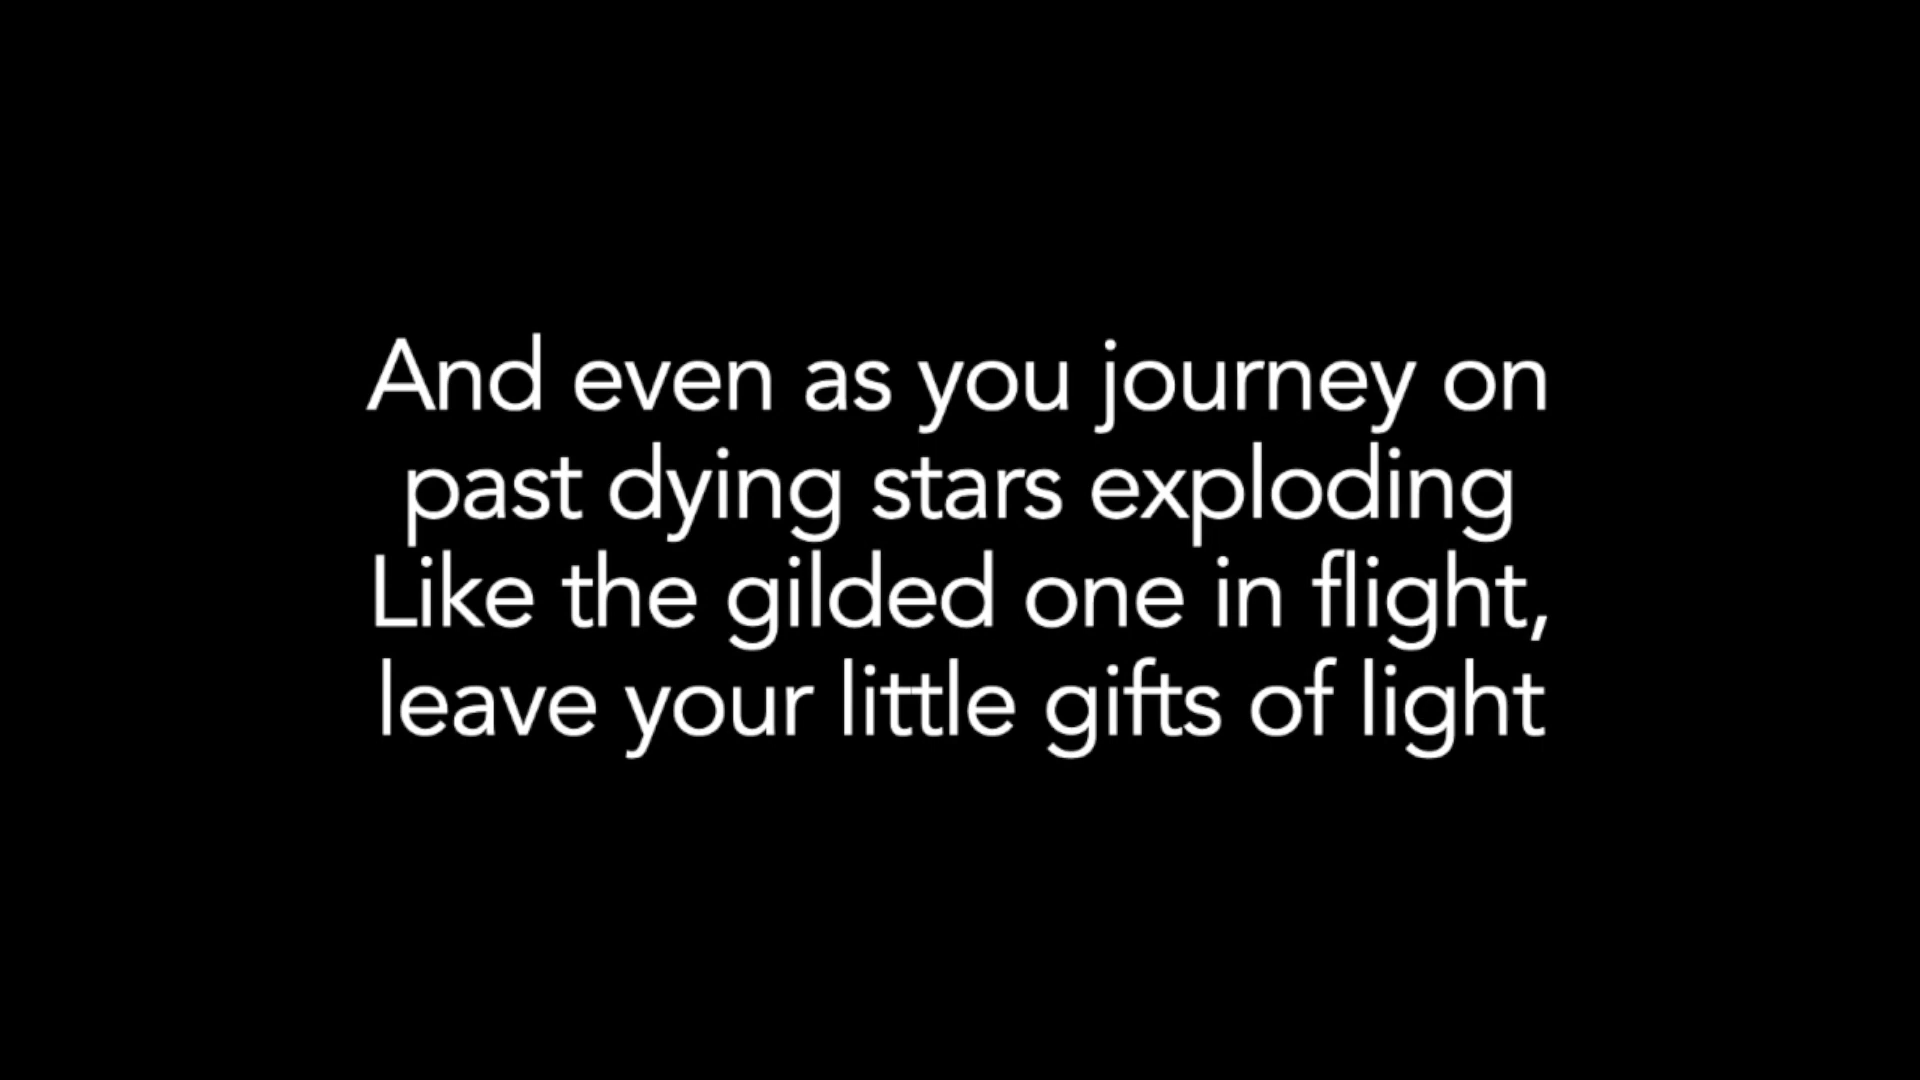 And even as you journey on
past dying stars exploding
Like the gilded one in flight,
leave your little gifts of light